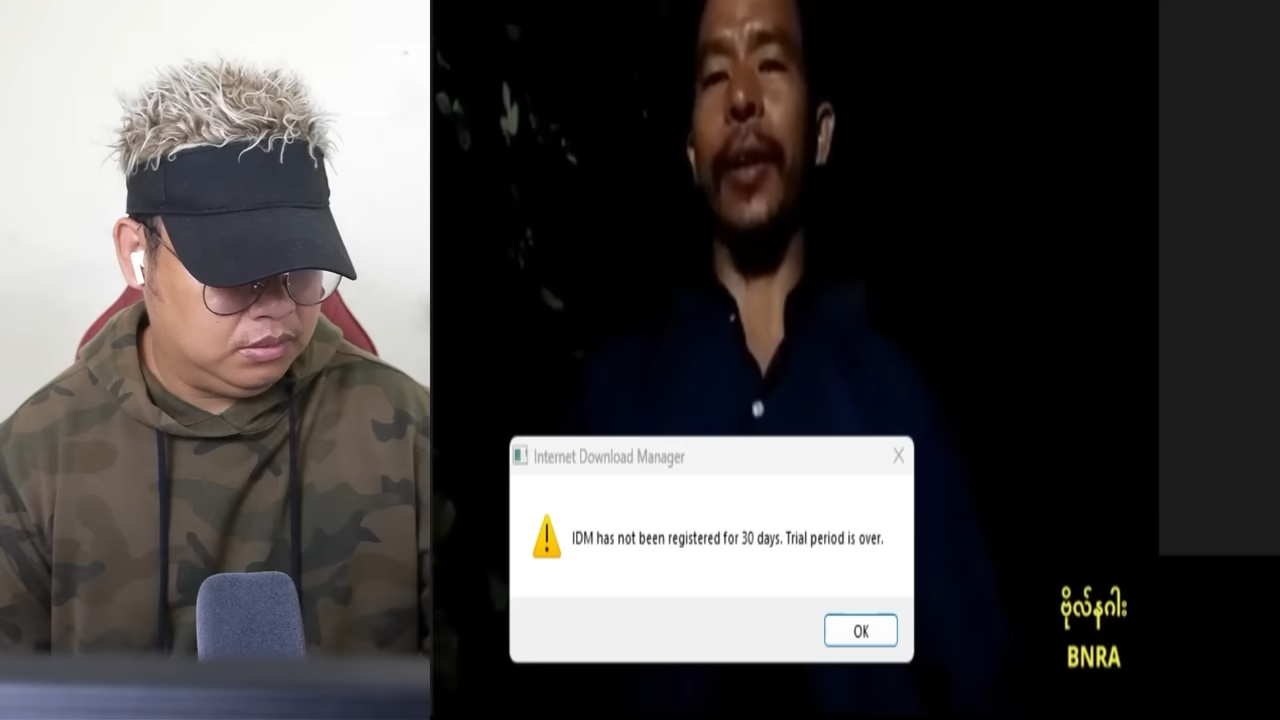 Internet Download Manager
IDM has not been registered for 30 days. Trial period is over.
OK
ဗိုလ်နဂါး
BNRA